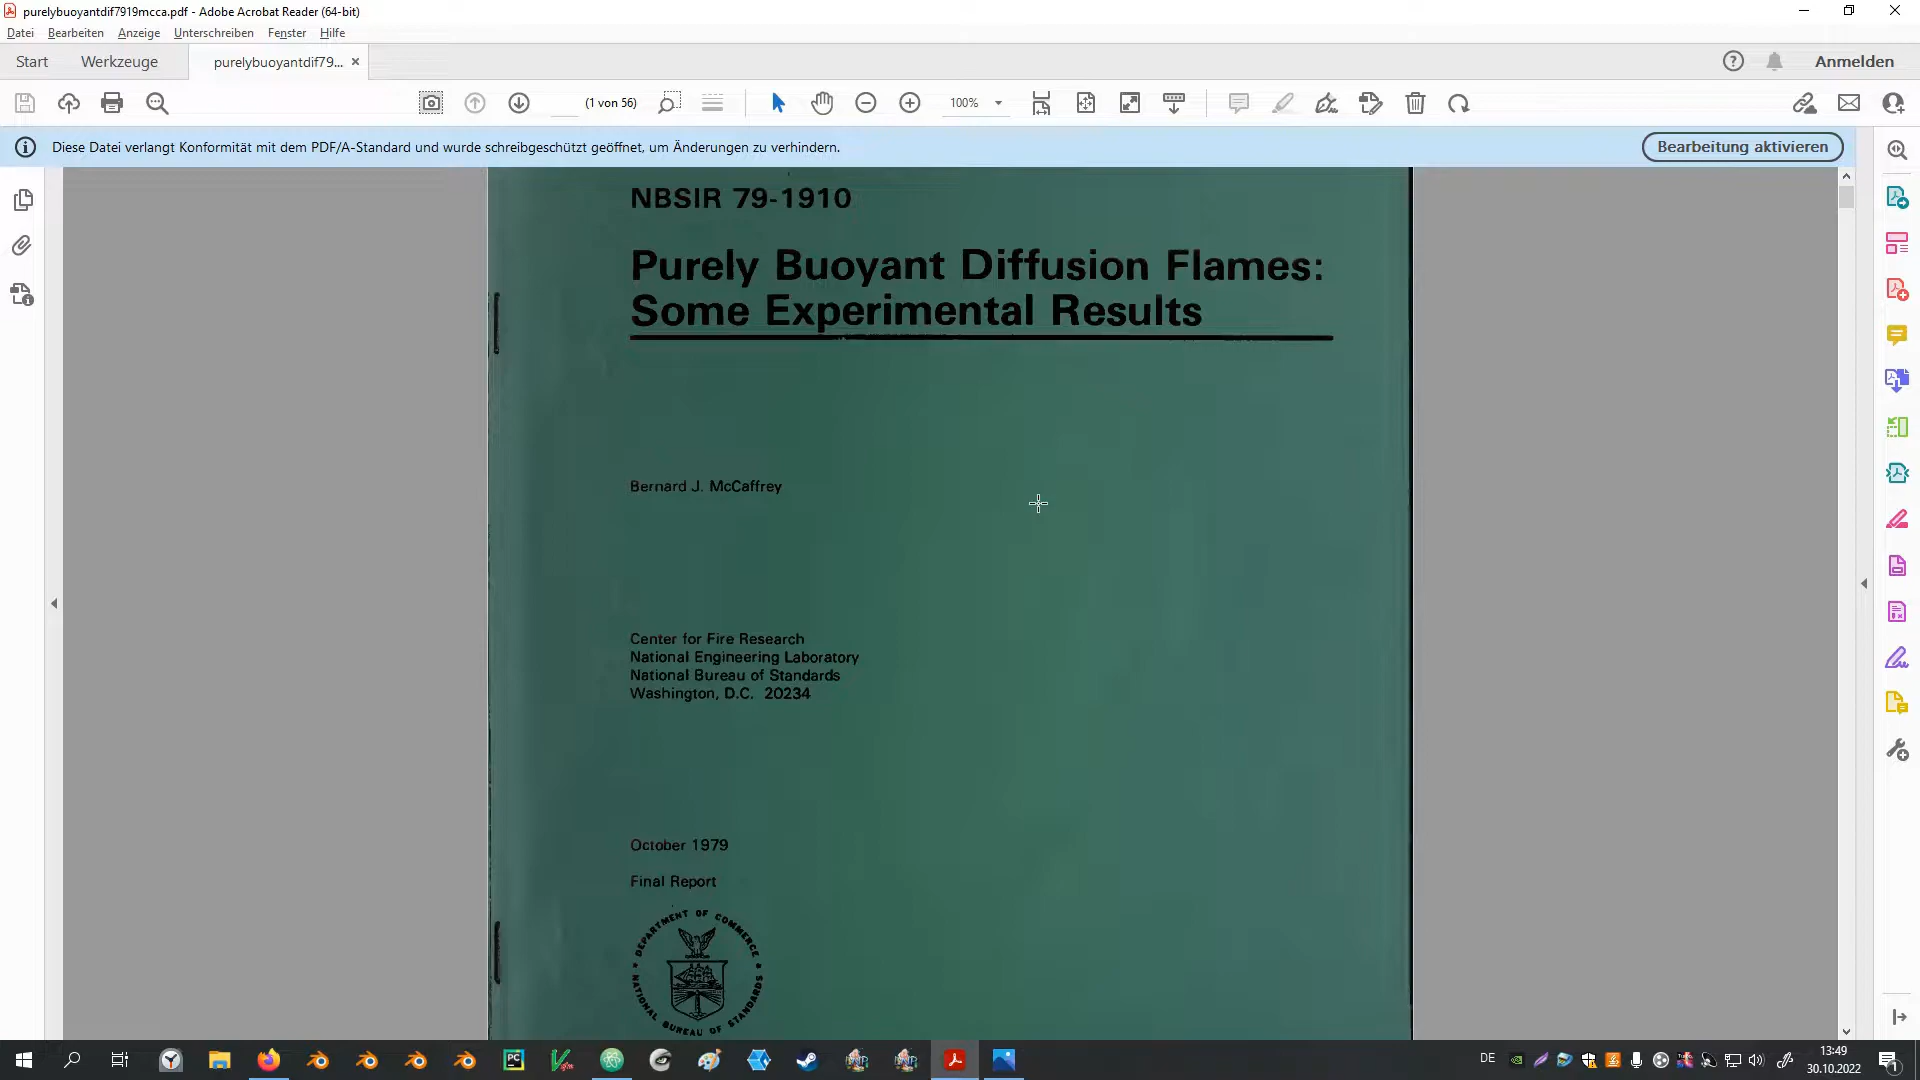 purelybuoyantdif7919mcca.pdf - Adobe Acrobat Reader (64-bit)
Datei Bearbeiten Anzeige Unterschreiben Fenster Hilfe
Start Werkzeuge purelybuoyantdif79... × Anmelden
(1 von 56) 100%
Diese Datei verlangt Konformität mit dem PDF/A-Standard und wurde schreibgeschützt geöffnet, um Änderungen zu verhindern. Bearbeitung aktivieren
NBSIR 79-1910
Purely Buoyant Diffusion Flames:
Some Experimental Results
Bernard J. McCaffrey
Center for Fire Research
National Engineering Laboratory
National Bureau of Standards
Washington, D.C. 20234
October 1979
Final Report
DEPARTMENT OF COMMERCE
NATIONAL BUREAU OF STANDARDS
PC
DE
13:49
30.10.2022
1